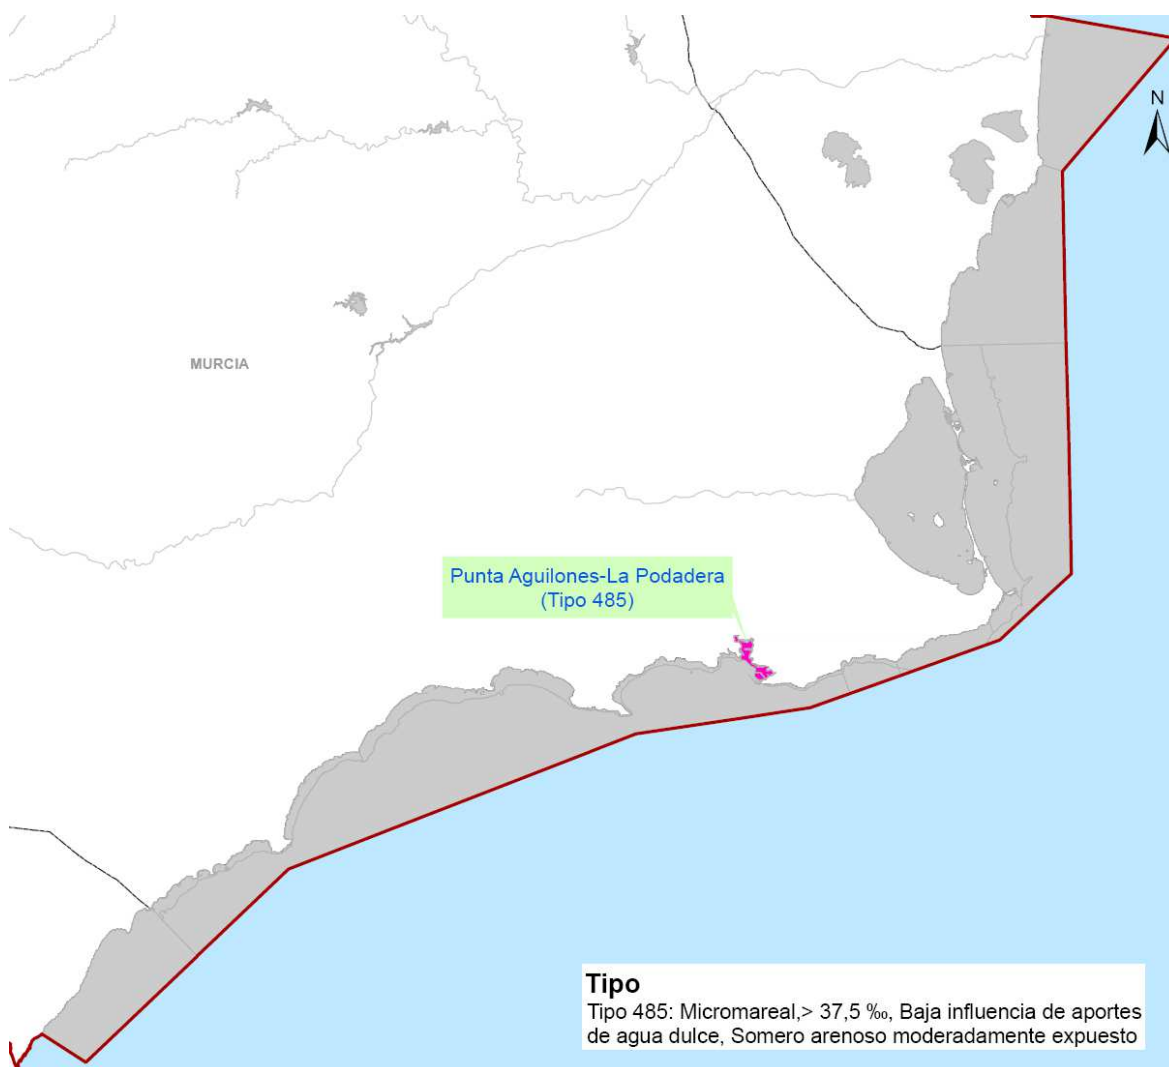 N
MURCIA
Punta Aguilones-La Podadera
(Tipo 485)
Tipo
Tipo 485: Micromareal,> 37,5 ‰, Baja influencia de aportes
de agua dulce, Somero arenoso moderadamente expuesto